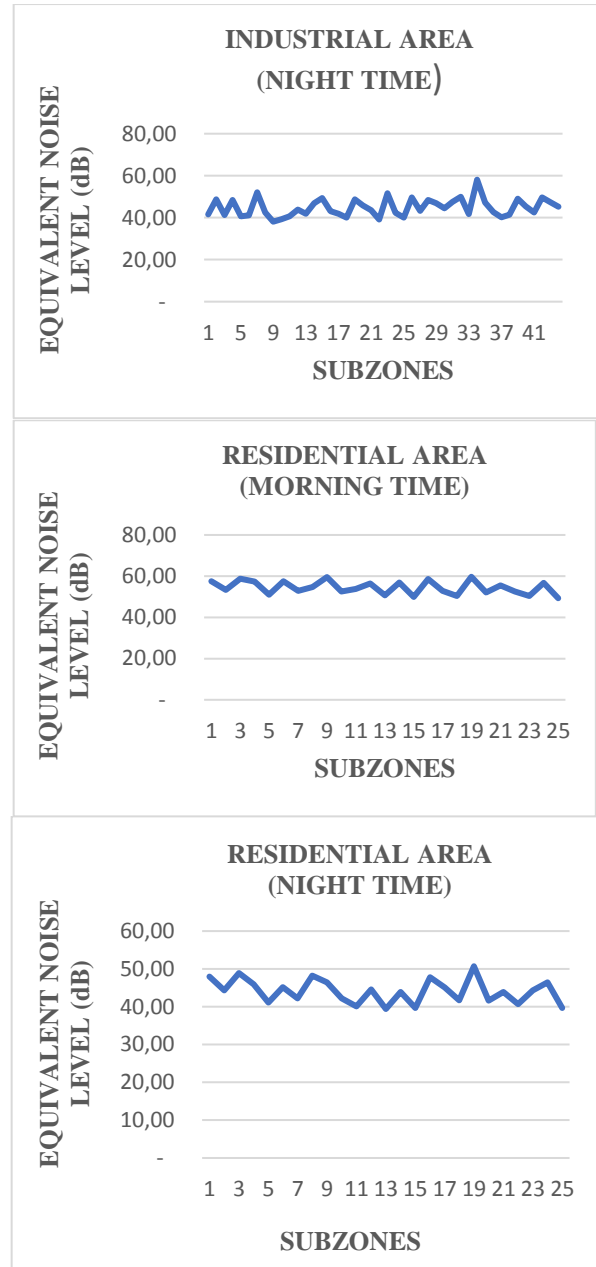 INDUSTRIAL AREA
(NIGHT TIME)
EQUIVALENT NOISE
LEVEL (dB)
80,00
60,00
40,00
20,00
-
1 5 9 13 17 21 25 29 33 37 41
SUBZONES
RESIDENTIAL AREA
(MORNING TIME)
EQUIVALENT NOISE
LEVEL (dB)
80,00
60,00
40,00
20,00
-
1 3 5 7 9 11 13 15 17 19 21 23 25
SUBZONES
RESIDENTIAL AREA
(NIGHT TIME)
EQUIVALENT NOISE
LEVEL (dB)
60,00
50,00
40,00
30,00
20,00
10,00
-
1 3 5 7 9 11 13 15 17 19 21 23 25
SUBZONES